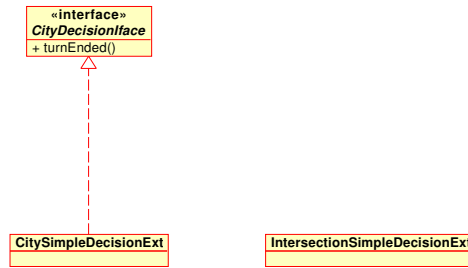 «interface»
CityDecisionIface
+ turnEnded()
CitySimpleDecisionExt
IntersectionSimpleDecisionExt